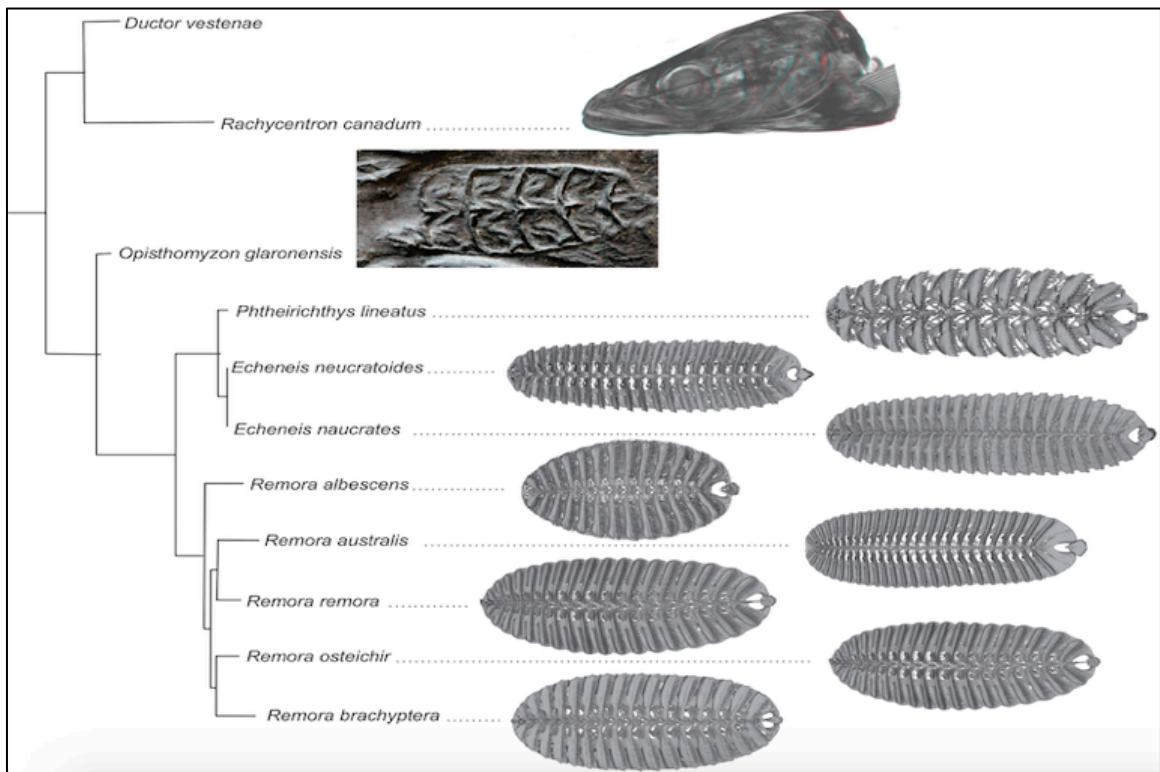 Ductor vestenae
Rachycentron canadum
Opisthomyzon glaronensis
Phtheirichthys lineatus
Echeneis neucratoides
Echeneis naucrates
Remora albescens
Remora australis
Remora remora
Remora osteichir
Remora brachyptera